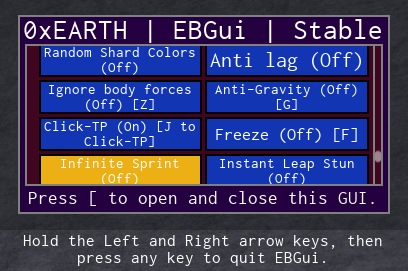 0xEARTH | EBGui | Stable
Random Shard Colors
(Off)
Anti lag (Off)
Ignore body forces
(Off) [Z]
Anti-Gravity (Off)
[G]
Click-TP (On) [J to
Click-TP]
Freeze (Off) [F]
Infinite Sprint
(Off)
Instant Leap Stun
(Off)
Press [ to open and close this GUI.
Hold the Left and Right arrow keys, then
press any key to quit EBGui.